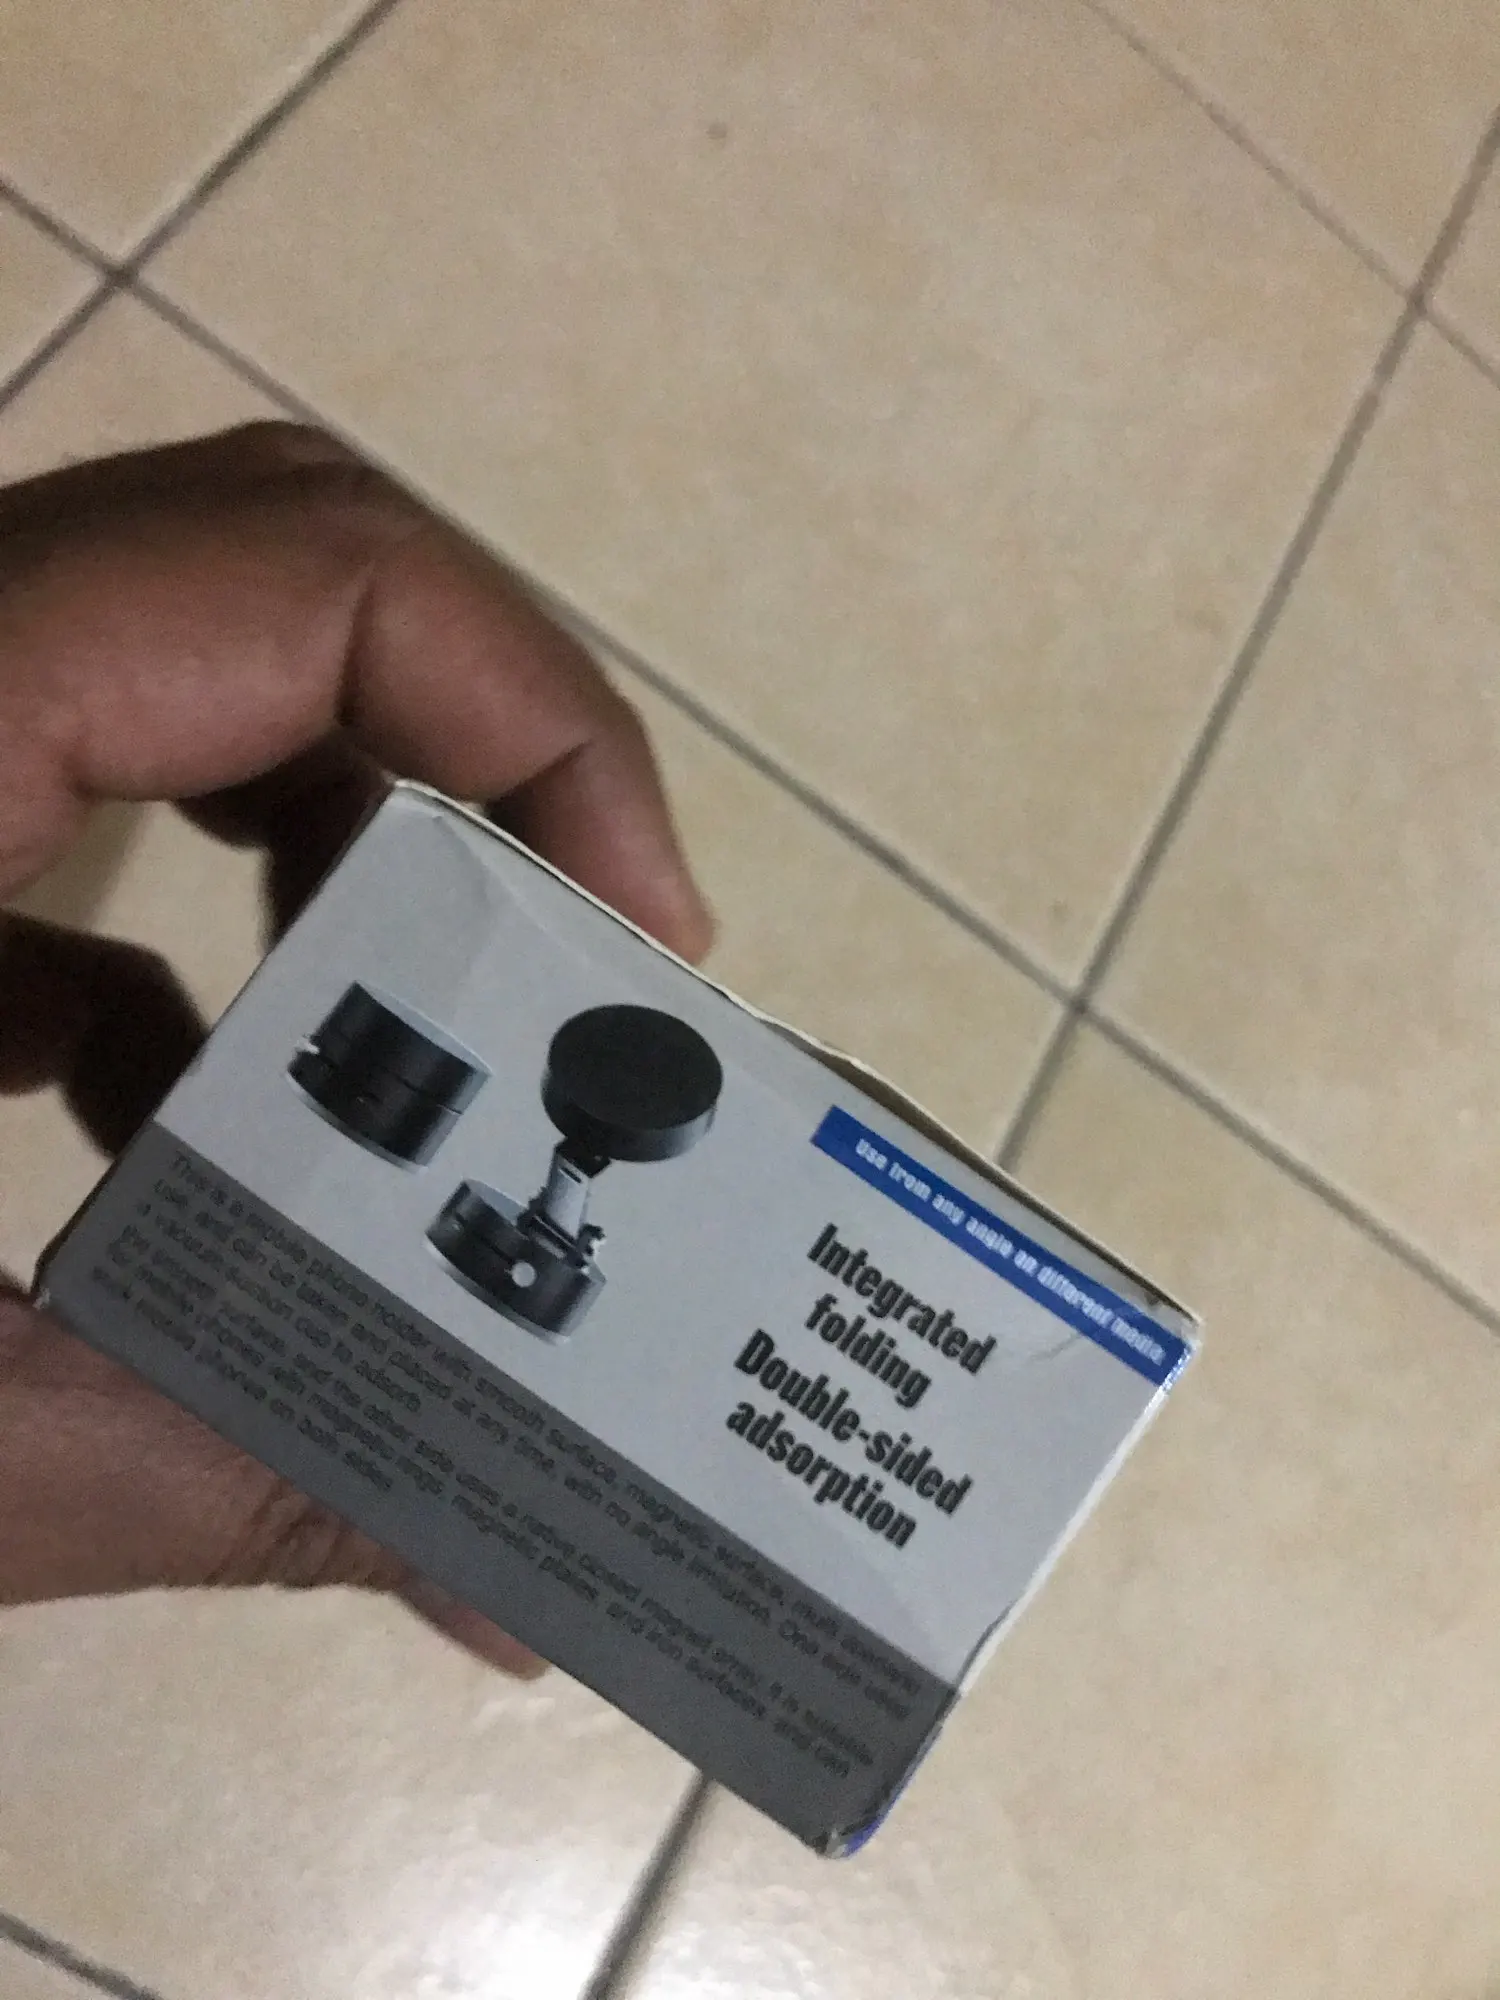 use from any angle on different media
Integrated
folding
Double-sided
adsorption
This is a mobile phone holder with smooth surface, magnetic surface, multi
use, and can be taken and placed at any time, with no angle limitation. One side uses
a vacuum suction cup to adsorb
the smooth surface, and the other side uses a native closed magnet array. It is suitable
for mobile phones with magnetic rings, magnetic plates, and iron surfaces, and can
mobile phones on both sides